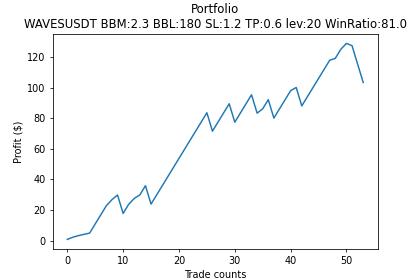 Portfolio
WAVESUSDT BBM:2.3 BBL:180 SL:1.2 TP:0.6 lev:20 WinRatio:81.0
120
100
80
60
40
20
0
Profit ($)
0 10 20 30 40 50
Trade counts